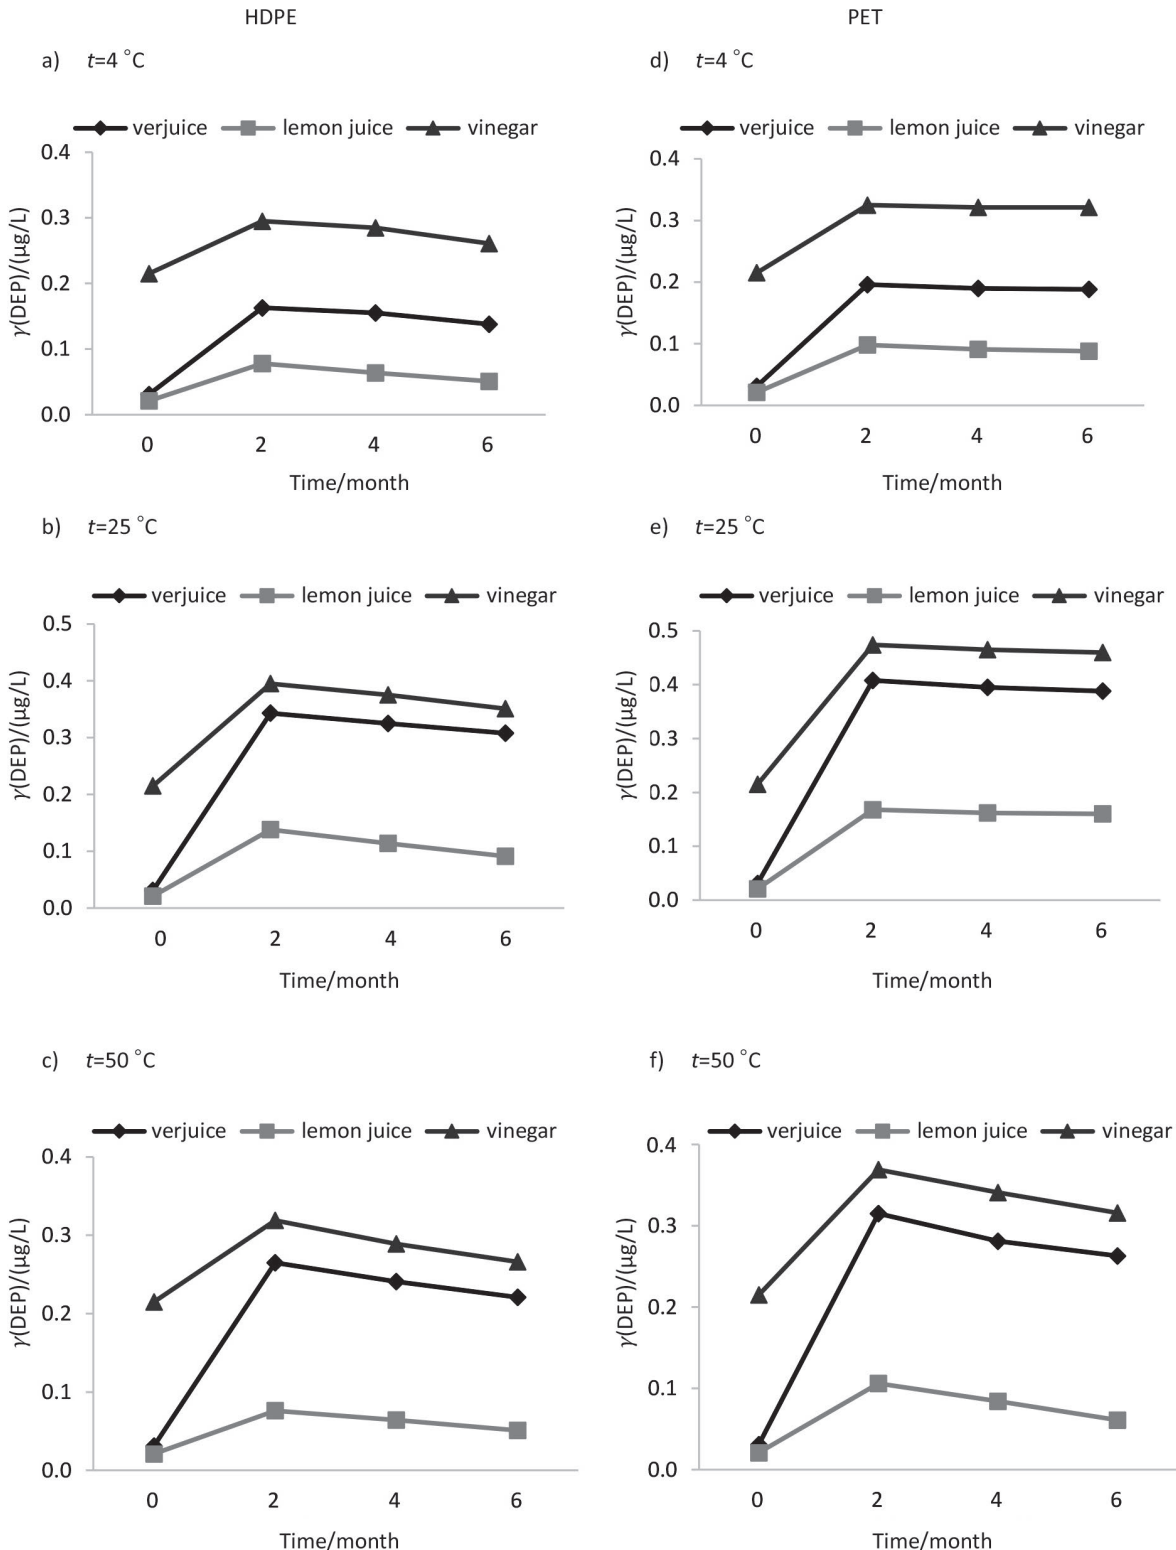 HDPE
PET
a) t=4 °C
verjuice lemon juice vinegar
γ(DEP)/(µg/L)
0.4
0.3
0.2
0.1
0.0
0 2 4 6
Time/month
d) t=4 °C
verjuice lemon juice vinegar
γ(DEP)/(µg/L)
0.4
0.3
0.2
0.1
0.0
0 2 4 6
Time/month
b) t=25 °C
verjuice lemon juice vinegar
γ(DEP)/(µg/L)
0.5
0.4
0.3
0.2
0.1
0.0
0 2 4 6
Time/month
e) t=25 °C
verjuice lemon juice vinegar
γ(DEP)/(µg/L)
0.5
0.4
0.3
0.2
0.1
0.0
0 2 4 6
Time/month
c) t=50 °C
verjuice lemon juice vinegar
γ(DEP)/(µg/L)
0.4
0.3
0.2
0.1
0.0
0 2 4 6
Time/month
f) t=50 °C
verjuice lemon juice vinegar
γ(DEP)/(µg/L)
0.4
0.3
0.2
0.1
0.0
0 2 4 6
Time/month